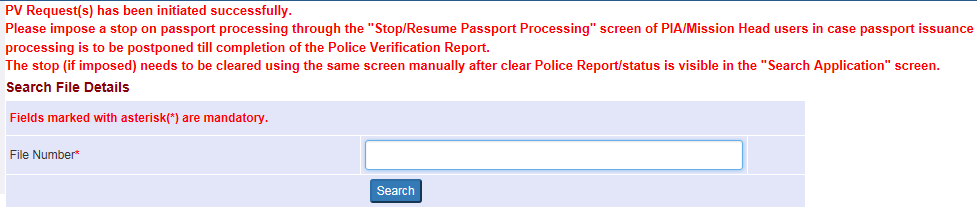 PV Request(s) has been initiated successfully.
Please impose a stop on passport processing through the "Stop/Resume Passport Processing" screen of PIA/Mission Head users in case passport issuance
processing is to be postponed till completion of the Police Verification Report.
The stop (if imposed) needs to be cleared using the same screen manually after clear Police Report/status is visible in the "Search Application" screen.
Search File Details
Fields marked with asterisk(*) are mandatory.
File Number*
Search